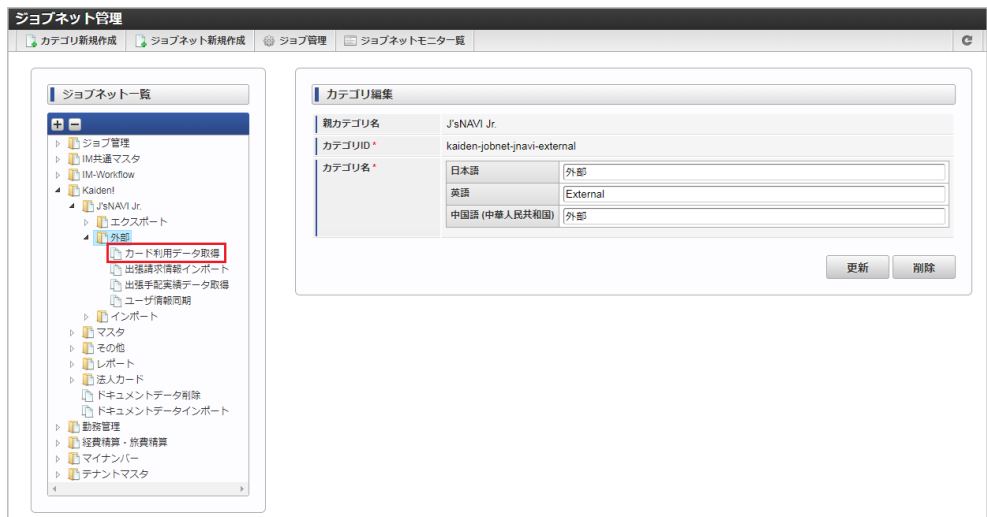 ジョブネット管理
カテゴリ新規作成 ジョブネット新規作成 ジョブ管理 ジョブネットモニタ一覧
ジョブネット一覧
ジョブ管理
IM共通マスタ
IM-Workflow
Kaiden!
J'sNAVI Jr.
エクスポート
外部
カード利用データ取得
出張請求情報インポート
出張手配実績データ取得
ユーザ情報同期
インポート
マスタ
その他
レポート
法人カード
ドキュメントデータ削除
ドキュメントデータインポート
勤務管理
経費精算・旅費精算
マイナンバー
テナントマスタ
カテゴリ編集
親カテゴリ名 J'sNAVI Jr.
カテゴリID * kaiden-jobnet-jnavi-external
カテゴリ名 * 日本語 外部
英語 External
中国語 (中華人民共和国) 外部
更新 削除